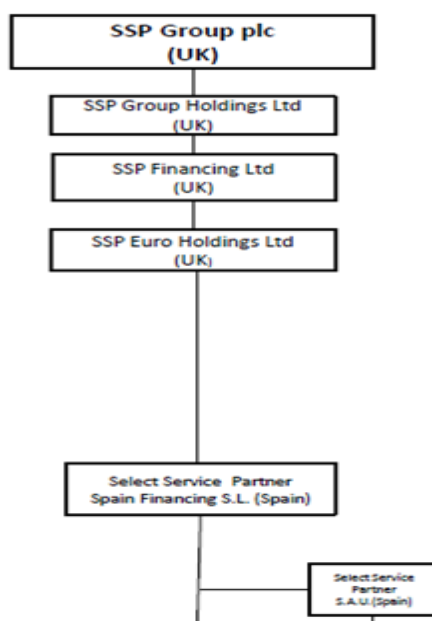 SSP Group plc
(UK)
SSP Group Holdings Ltd
(UK)
SSP Financing Ltd
(UK)
SSP Euro Holdings Ltd
(UK)
Select Service Partner
Spain Financing S.L. (Spain)
Select Service
Partner
S.A.U.(Spain)